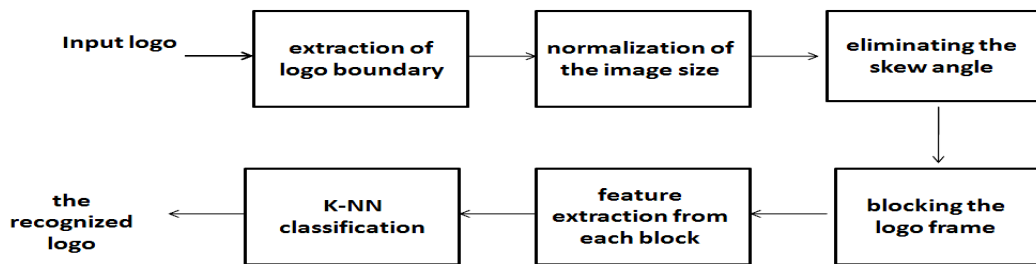 Input logo
extraction of
logo boundary
normalization of
the image size
eliminating the
skew angle
blocking the
logo frame
feature
extraction from
each block
K-NN
classification
the
recognized
logo